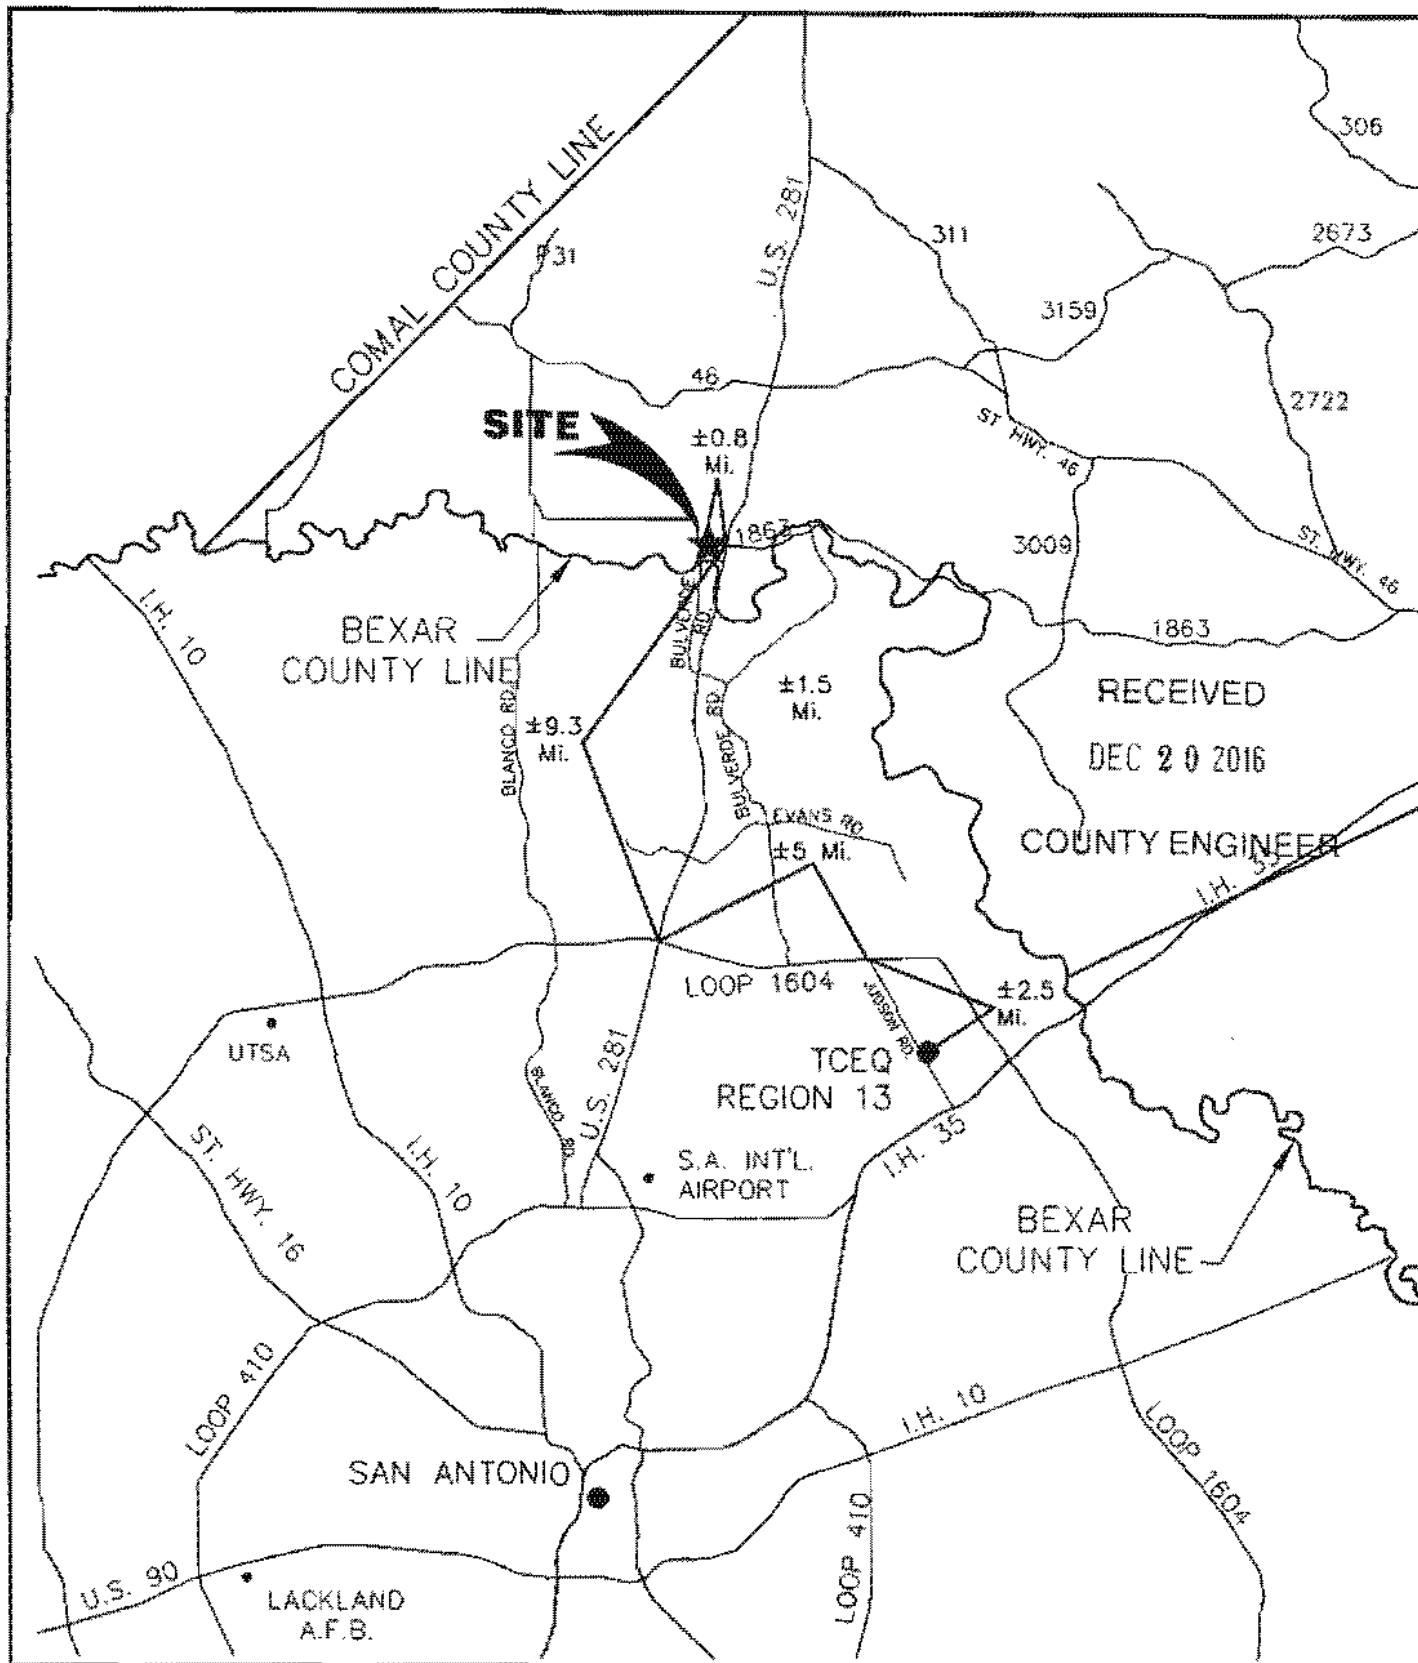 306
COMAL COUNTY LINE
U.S. 281
311
2673
P31
3159
46
2722
SITE
±0.8
Mi.
ST HWY. 46
1863
3009
ST. HWY. 46
I.H. 10
BEXAR
COUNTY LINE
BULVERDE
RD.
1863
BLANCO RD.
±9.3
Mi.
±1.5
Mi.
BULVERDE RD.
RECEIVED
DEC 20 2016
COUNTY ENGINEER
EVANS RD
±5 Mi.
I.H. 35
LOOP 1604
JUDSON RD.
±2.5
Mi.
UTSA
TCEQ
REGION 13
U.S. 281
BLANCO RD.
ST. HWY. 16
I.H. 10
S.A. INT'L.
AIRPORT
I.H. 35
BEXAR
COUNTY LINE
LOOP 410
I.H. 10
LOOP 1604
SAN ANTONIO
LOOP 410
U.S. 90
LACKLAND
A.F.B.